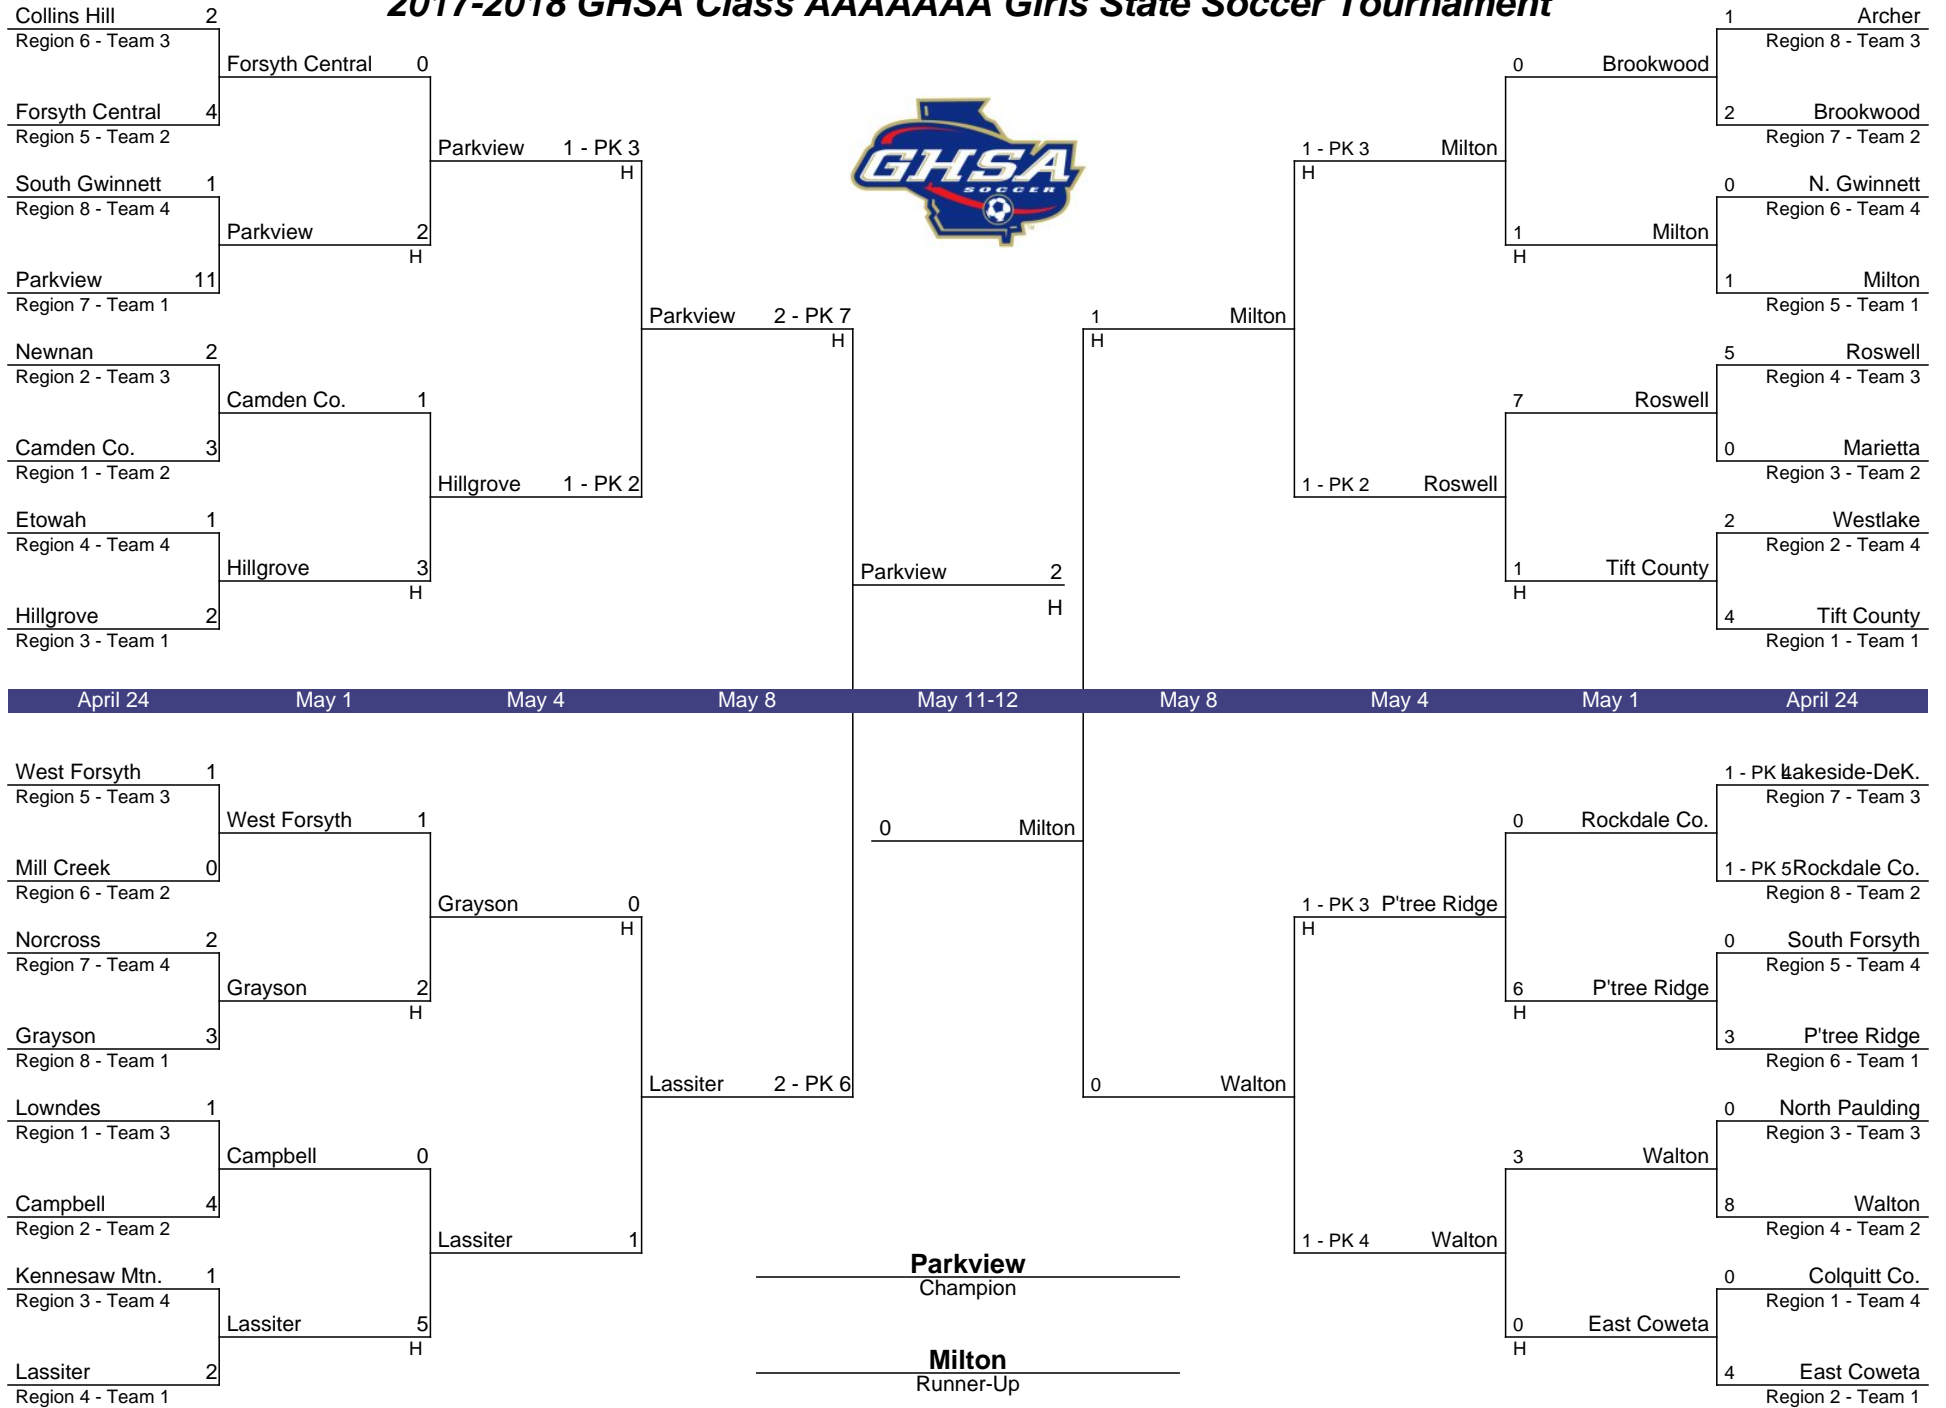 2017-2018 GHSA Class AAAAAAA Girls State Soccer Tournament
Collins Hill 2
Region 6 - Team 3
Forsyth Central 4
Region 5 - Team 2
South Gwinnett 1
Region 8 - Team 4
Parkview 11
Region 7 - Team 1
Newnan 2
Region 2 - Team 3
Camden Co. 3
Region 1 - Team 2
Etowah 1
Region 4 - Team 4
Hillgrove 2
Region 3 - Team 1
Forsyth Central 0
Parkview 2
H
Camden Co. 1
Hillgrove 3
H
Parkview 1 - PK 3
H
Hillgrove 1 - PK 2
Parkview 2 - PK 7
H
GHSA
SOCCER
Parkview 2
H
1 Milton
H
1 - PK 3 Milton
H
1 - PK 2 Roswell
0 Brookwood
1 Milton
H
7 Roswell
1 Tift County
H
1 Archer
Region 8 - Team 3
2 Brookwood
Region 7 - Team 2
0 N. Gwinnett
Region 6 - Team 4
1 Milton
Region 5 - Team 1
5 Roswell
Region 4 - Team 3
0 Marietta
Region 3 - Team 2
2 Westlake
Region 2 - Team 4
4 Tift County
Region 1 - Team 1
April 24 May 1 May 4 May 8 May 11-12 May 8 May 4 May 1 April 24
West Forsyth 1
Region 5 - Team 3
Mill Creek 0
Region 6 - Team 2
Norcross 2
Region 7 - Team 4
Grayson 3
Region 8 - Team 1
Lowndes 1
Region 1 - Team 3
Campbell 4
Region 2 - Team 2
Kennesaw Mtn. 1
Region 3 - Team 4
Lassiter 2
Region 4 - Team 1
West Forsyth 1
Grayson 2
H
Campbell 0
Lassiter 5
H
Grayson 0
H
Lassiter 1
Lassiter 2 - PK 6
0 Milton
Parkview
Champion
Milton
Runner-Up
0 Walton
1 - PK 3 P'tree Ridge
H
1 - PK 4 Walton
0 Rockdale Co.
6 P'tree Ridge
H
3 Walton
0 East Coweta
H
1 - PK 4 Lakeside-DeK.
Region 7 - Team 3
1 - PK 5 Rockdale Co.
Region 8 - Team 2
0 South Forsyth
Region 5 - Team 4
3 P'tree Ridge
Region 6 - Team 1
0 North Paulding
Region 3 - Team 3
8 Walton
Region 4 - Team 2
0 Colquitt Co.
Region 1 - Team 4
4 East Coweta
Region 2 - Team 1